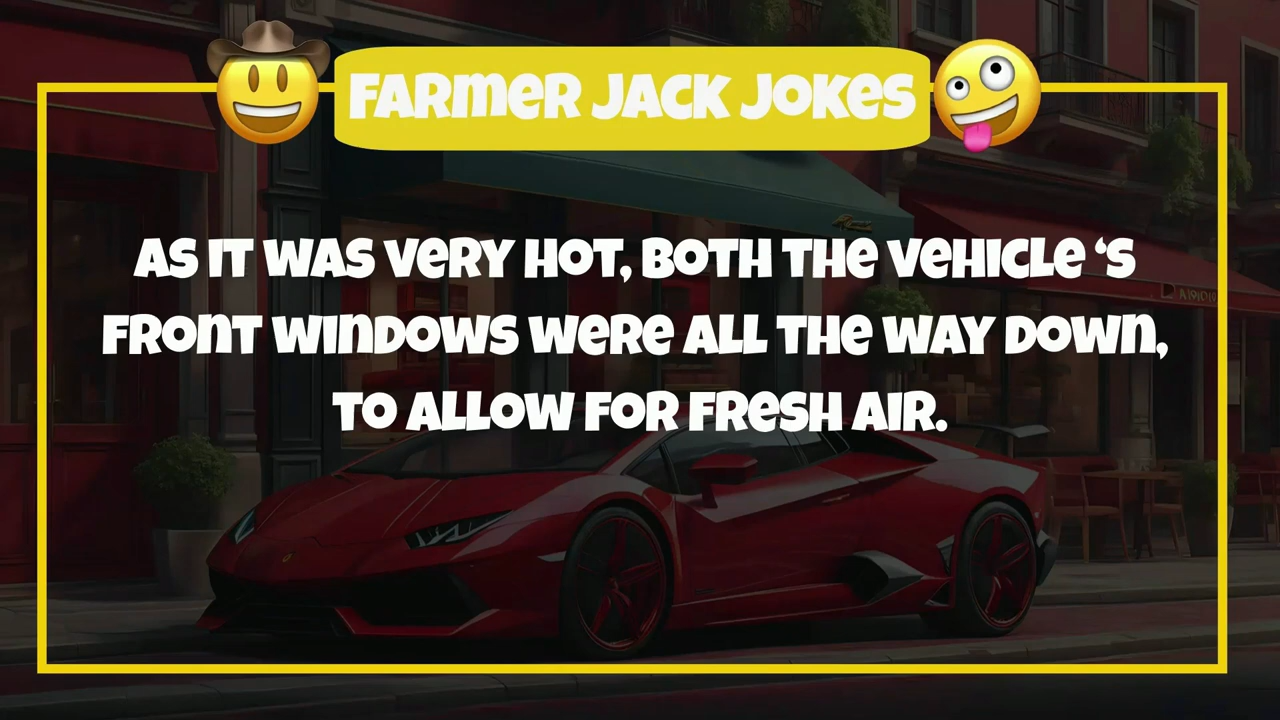 FARMER JACK JOKES
AS IT WAS VERY HOT, BOTH THE VEHICLE ‘S
FRONT WINDOWS WERE ALL THE WAY DOWN,
TO ALLOW FOR FRESH AIR.